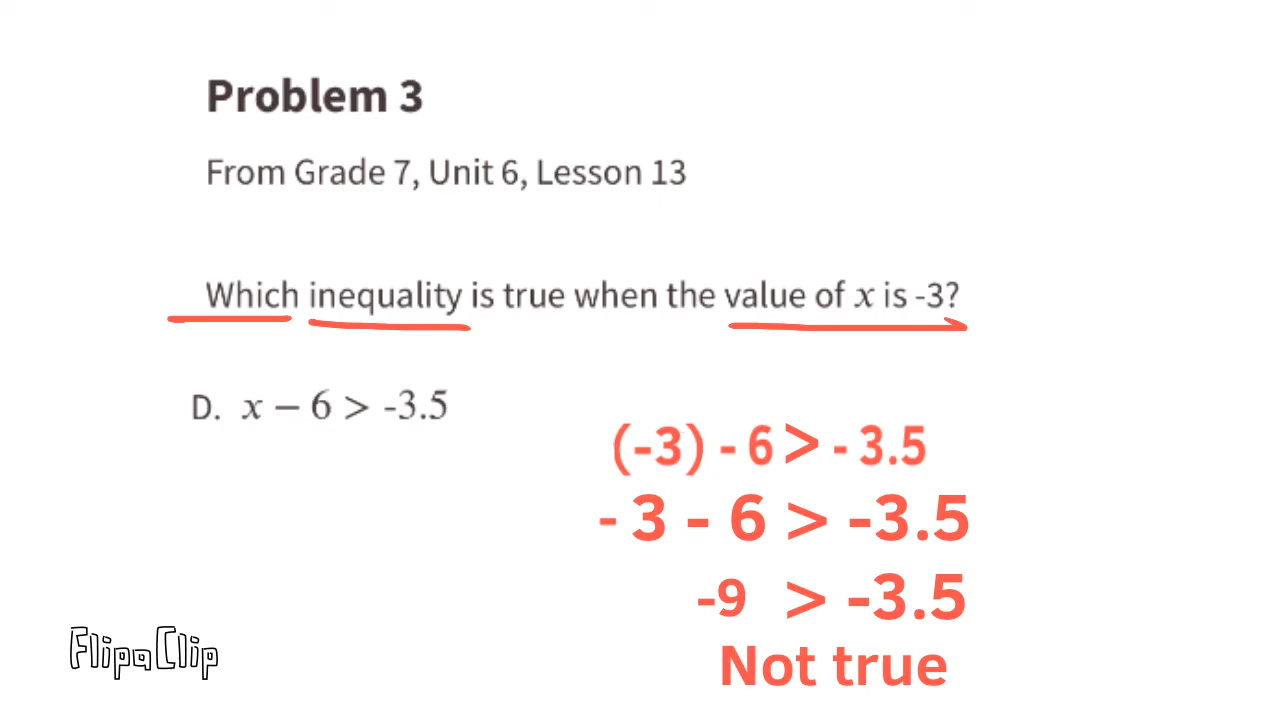 Problem 3
From Grade 7, Unit 6, Lesson 13
Which inequality is true when the value of x is -3?
D. x − 6 > -3.5
(-3) - 6 > - 3.5
- 3 - 6 > -3.5
-9 > -3.5
Not true
FlipaClip